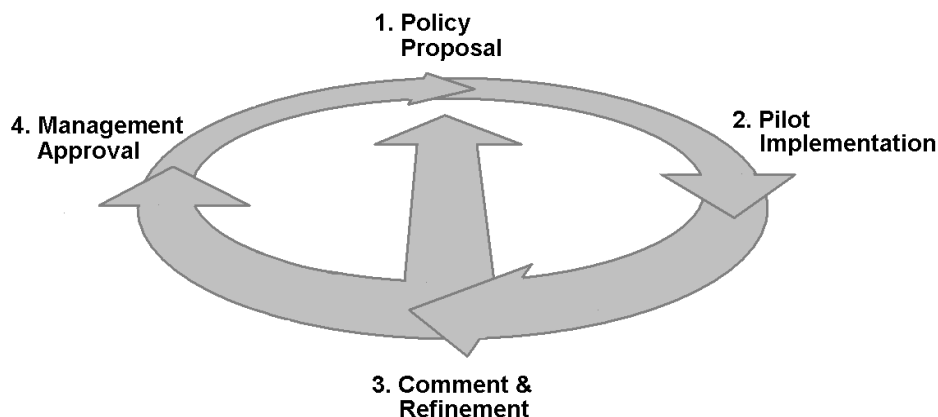 1. Policy
Proposal
2. Pilot
Implementation
4. Management
Approval
3. Comment &
Refinement